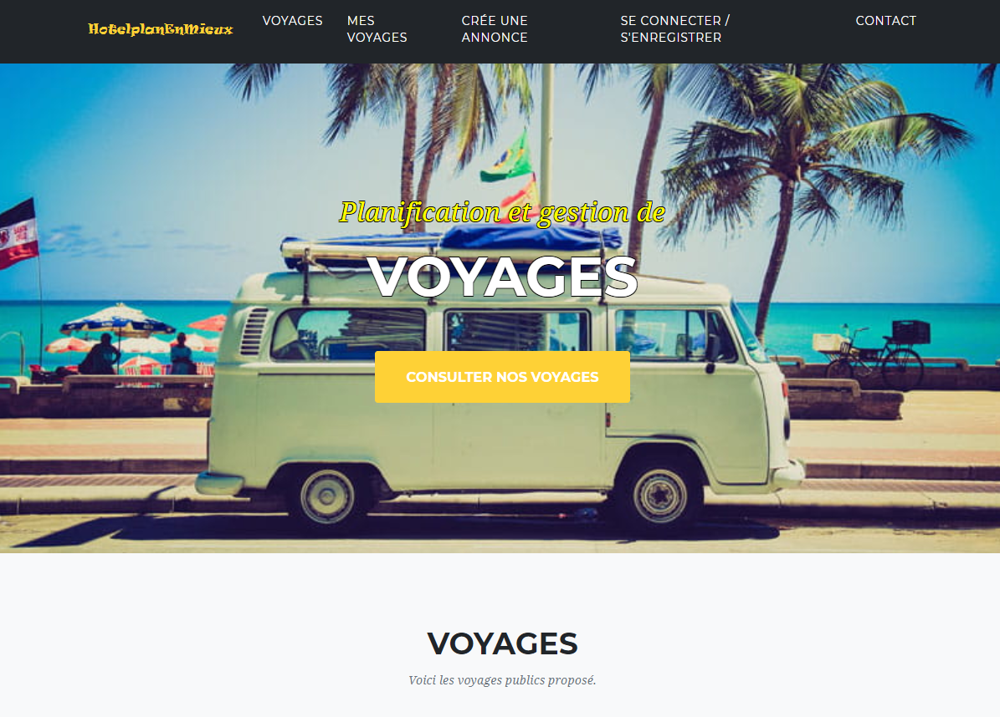 HotelplanEnMieux
VOYAGES
MES
VOYAGES
CRÉE UNE
ANNONCE
SE CONNECTER /
S'ENREGISTRER
CONTACT
Planification et gestion de
VOYAGES
CONSULTER NOS VOYAGES
VOYAGES
Voici les voyages publics proposé.